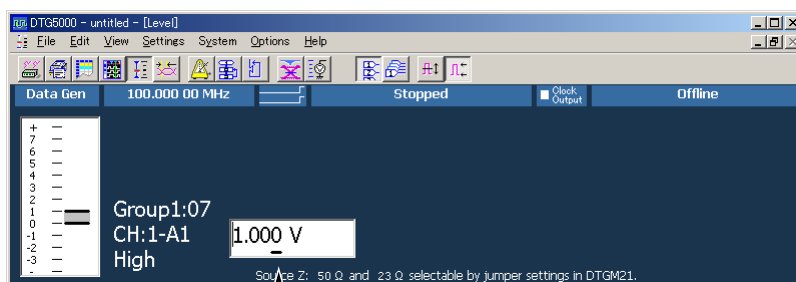 DTG5000 - untitled - [Level]
File Edit View Settings System Options Help
Data Gen 100.000 00 MHz Stopped Clock Output Offline
+
7
6
5
4
3
2
1
0
-1
-2
-3
-
Group1:07
CH:1-A1 1.000 V
High
Source Z: 50 Ω and 23 Ω selectable by jumper settings in DTGM21.